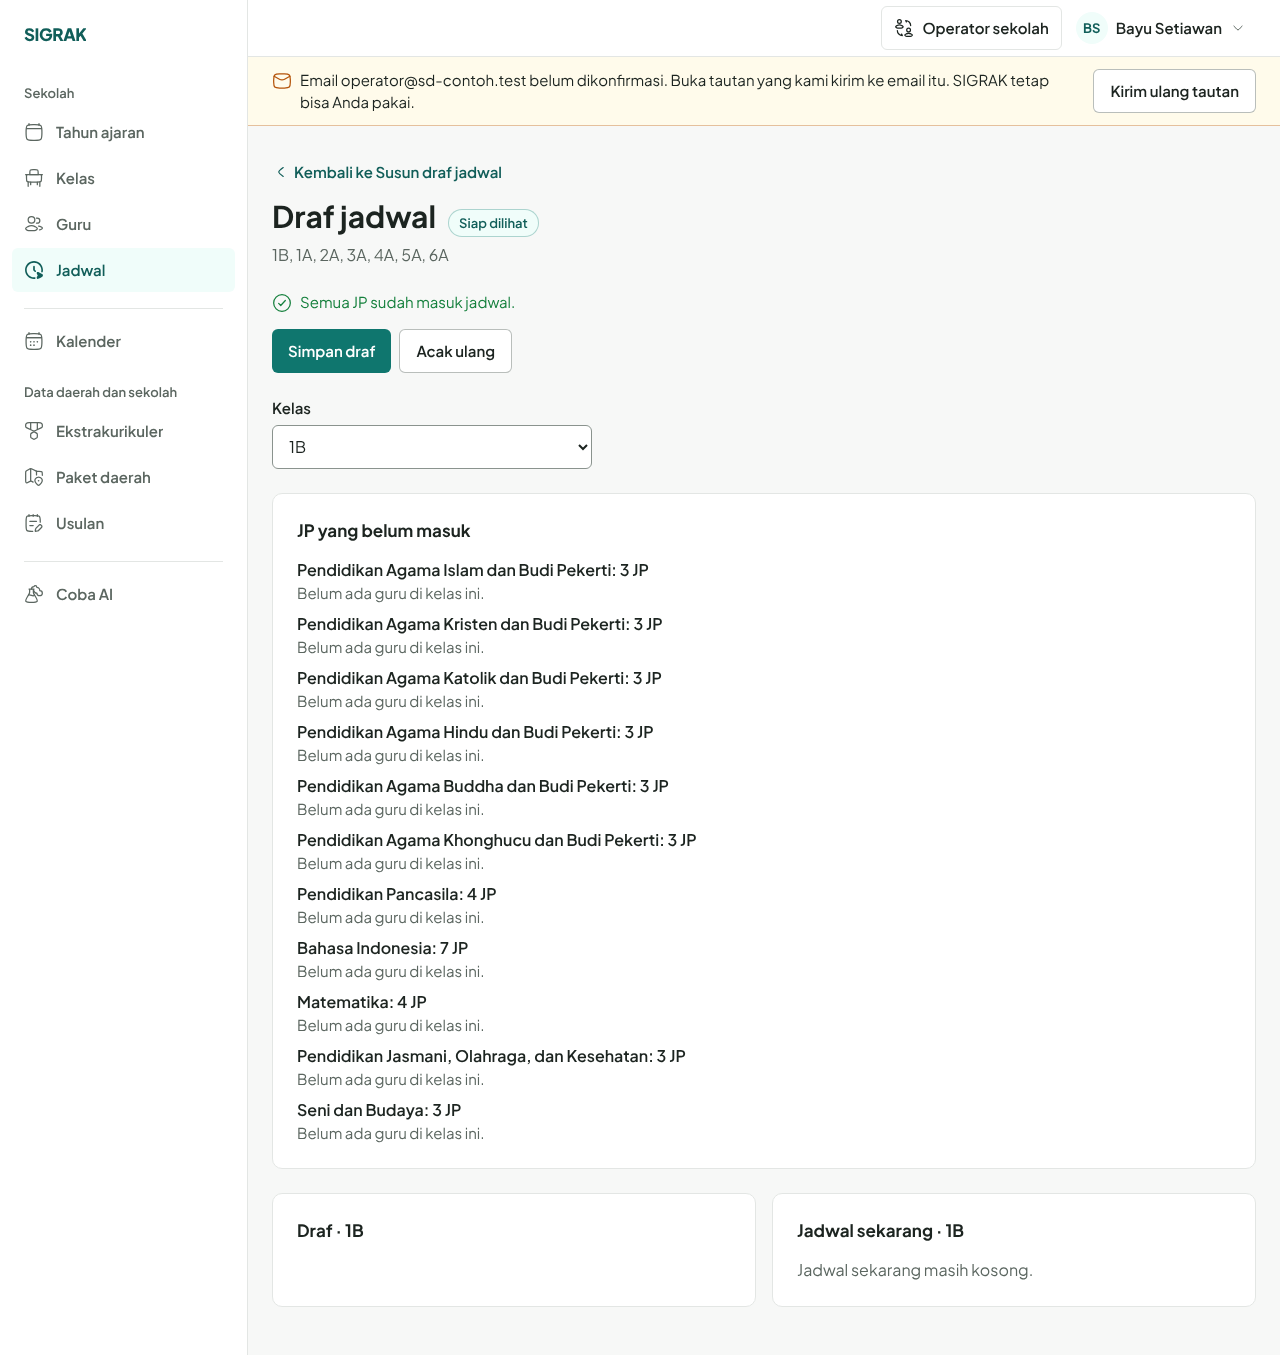 SIGRAK
Sekolah
Tahun ajaran
Kelas
Guru
Jadwal
Kalender
Data daerah dan sekolah
Ekstrakurikuler
Paket daerah
Usulan
Coba AI
Operator sekolah
BS
Bayu Setiawan
Email operator@sd-contoh.test belum dikonfirmasi. Buka tautan yang kami kirim ke email itu. SIGRAK tetap
bisa Anda pakai.
Kirim ulang tautan
Kembali ke Susun draf jadwal
Draf jadwal
Siap dilihat
1B, 1A, 2A, 3A, 4A, 5A, 6A
Semua JP sudah masuk jadwal.
Simpan draf
Acak ulang
Kelas
1B
JP yang belum masuk
Pendidikan Agama Islam dan Budi Pekerti: 3 JP
Belum ada guru di kelas ini.
Pendidikan Agama Kristen dan Budi Pekerti: 3 JP
Belum ada guru di kelas ini.
Pendidikan Agama Katolik dan Budi Pekerti: 3 JP
Belum ada guru di kelas ini.
Pendidikan Agama Hindu dan Budi Pekerti: 3 JP
Belum ada guru di kelas ini.
Pendidikan Agama Buddha dan Budi Pekerti: 3 JP
Belum ada guru di kelas ini.
Pendidikan Agama Khonghucu dan Budi Pekerti: 3 JP
Belum ada guru di kelas ini.
Pendidikan Pancasila: 4 JP
Belum ada guru di kelas ini.
Bahasa Indonesia: 7 JP
Belum ada guru di kelas ini.
Matematika: 4 JP
Belum ada guru di kelas ini.
Pendidikan Jasmani, Olahraga, dan Kesehatan: 3 JP
Belum ada guru di kelas ini.
Seni dan Budaya: 3 JP
Belum ada guru di kelas ini.
Draf · 1B
Jadwal sekarang · 1B
Jadwal sekarang masih kosong.